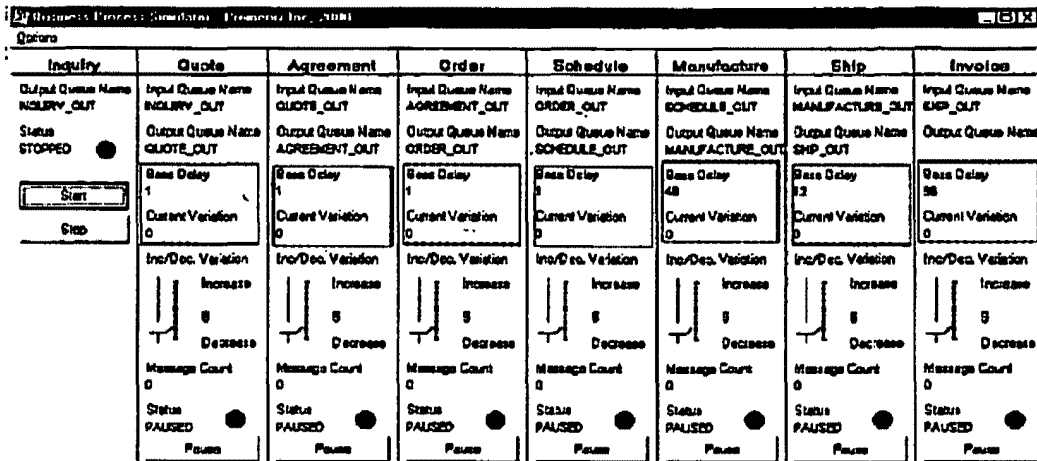 Business Process Simulator - Inc., 2000
Options
Inquiry Quote Agreement Order Schedule Manufacture Ship Invoice
Output Queue Name Input Queue Name Input Queue Name Input Queue Name Input Queue Name Input Queue Name Input Queue Name Input Queue Name
INQUIRY_OUT INQUIRY_OUT QUOTE_OUT AGREEMENT_OUT ORDER_OUT SCHEDULE_OUT MANUFACTURE_OUT SHIP_OUT
Status Output Queue Name Output Queue Name Output Queue Name Output Queue Name Output Queue Name Output Queue Name Output Queue Name
STOPPED QUOTE_OUT AGREEMENT_OUT ORDER_OUT SCHEDULE_OUT MANUFACTURE_OUT SHIP_OUT
Base Delay Base Delay Base Delay Base Delay Base Delay Base Delay Base Delay
Start 1 1 1 48
Current Variation Current Variation Current Variation Current Variation Current Variation Current Variation Current Variation
Stop 0 0 0 0 0 0 0
Inc/Dec. Variation Inc/Dec. Variation Inc/Dec. Variation Inc/Dec. Variation Inc/Dec. Variation Inc/Dec. Variation Inc/Dec. Variation
Increase Increase Increase Increase Increase Increase Increase
Decrease Decrease Decrease Decrease Decrease Decrease Decrease
Message Count Message Count Message Count Message Count Message Count Message Count Message Count
0 0 0 0 0 0 0
Status Status Status Status Status Status Status
PAUSED PAUSED PAUSED PAUSED PAUSED PAUSED PAUSED
Pause Pause Pause Pause Pause Pause Pause